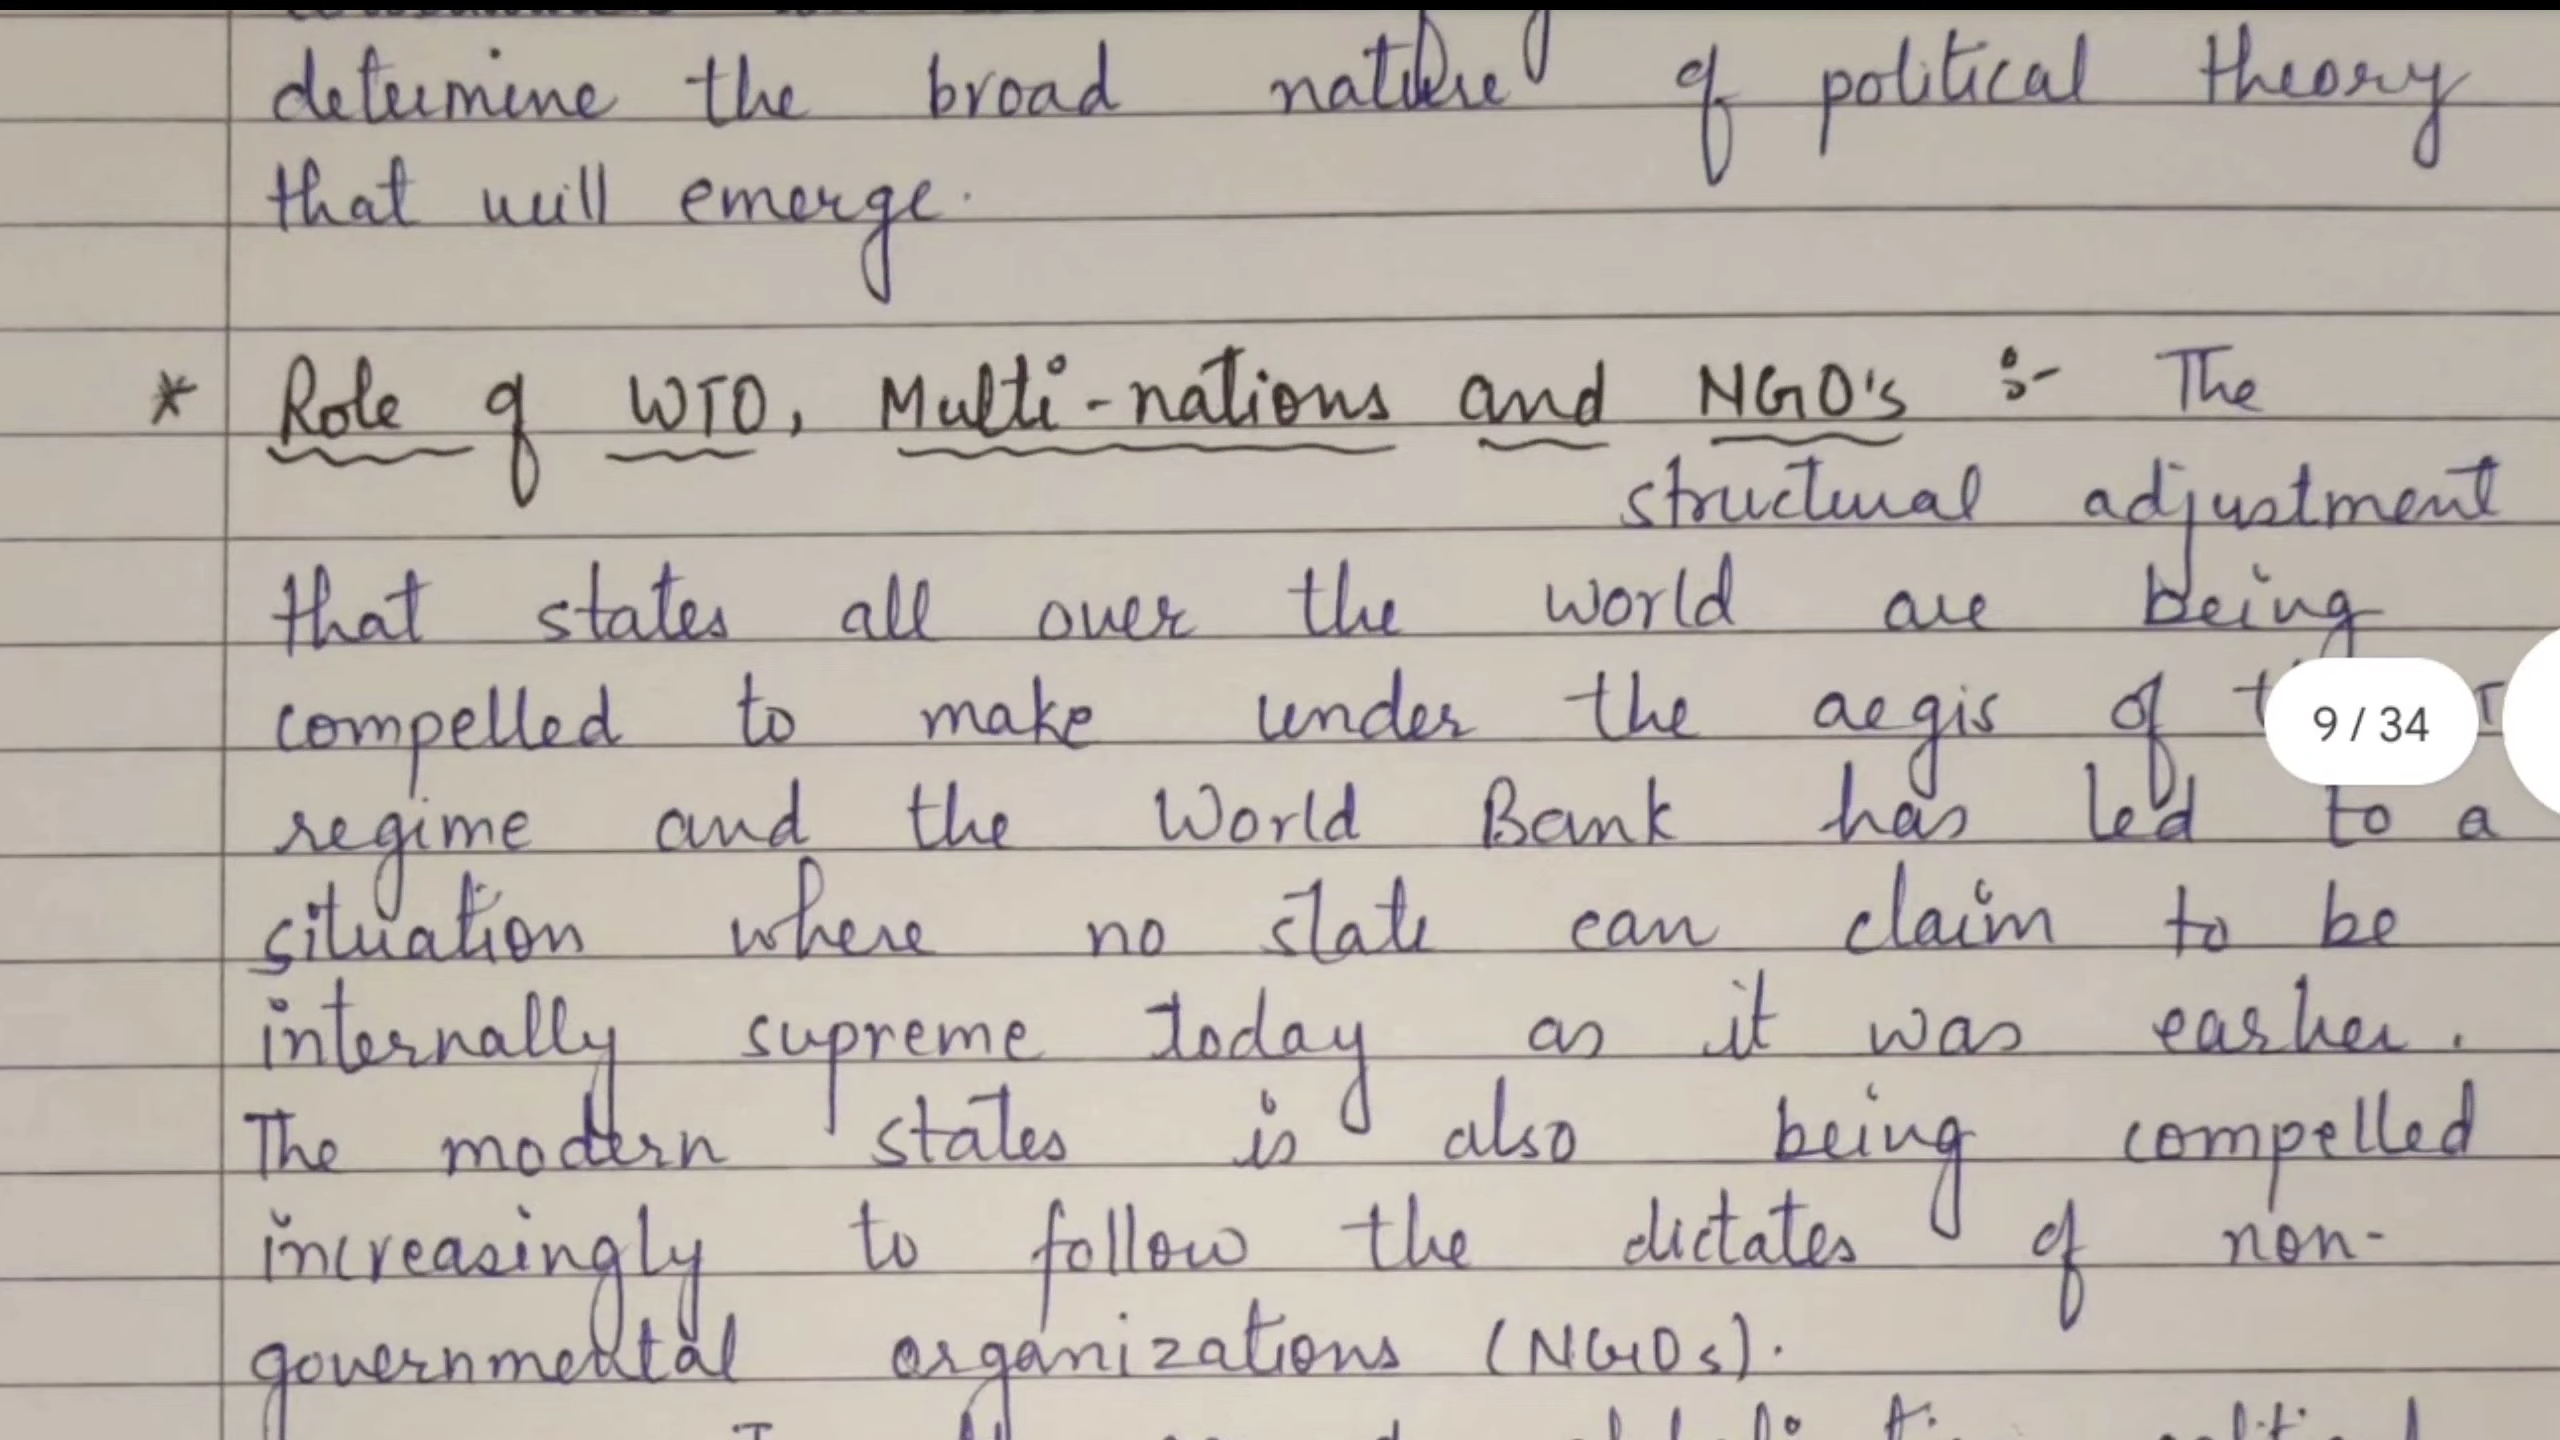 determine the broad nature of political theory
that will emerge.
* Role of WTO, Multi-nations and NGO's :- The
structural adjustment
that states all over the world are being
compelled to make under the aegis of
9 / 34
regime and the World Bank has led to a
situation where no state can claim to be
internally supreme today as it was earlier.
The modern states is also being compelled
increasingly to follow the dictates of non-
governmental organizations (NGOs).